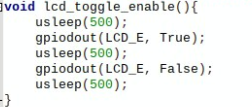 void lcd_toggle_enable(){
    usleep(500);
    gpiodout(LCD_E, True);
    usleep(500);
    gpiodout(LCD_E, False);
    usleep(500);
}